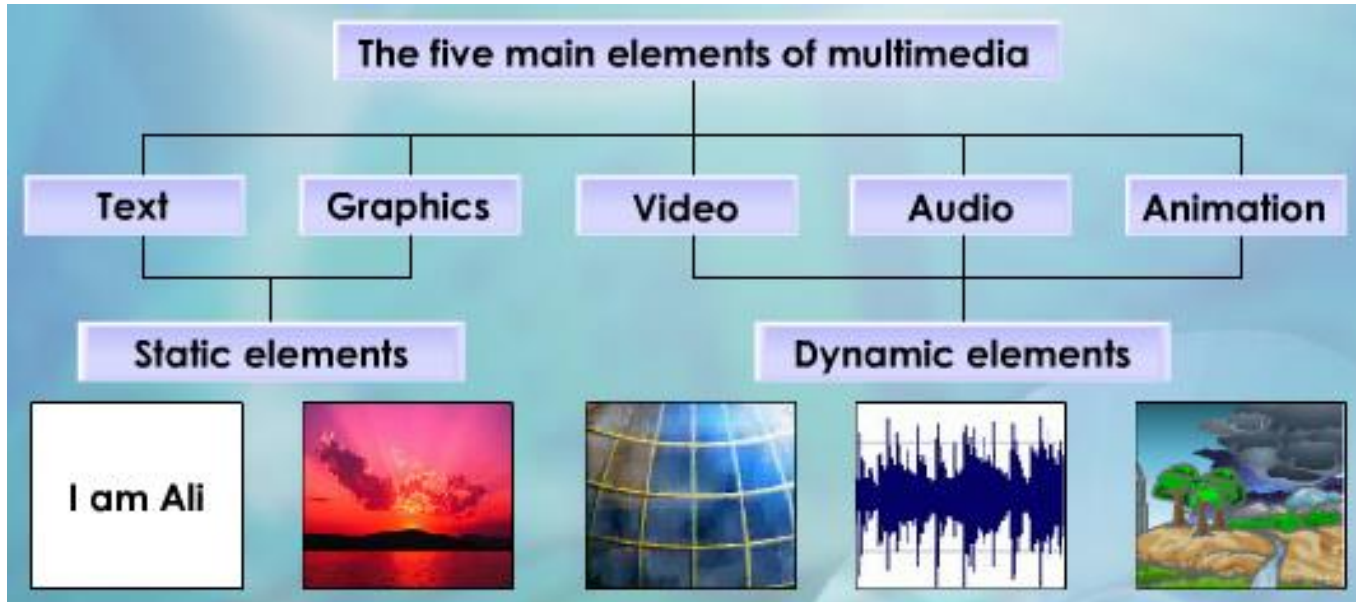 The five main elements of multimedia
Text
Graphics
Video
Audio
Animation
Static elements
Dynamic elements
I am Ali